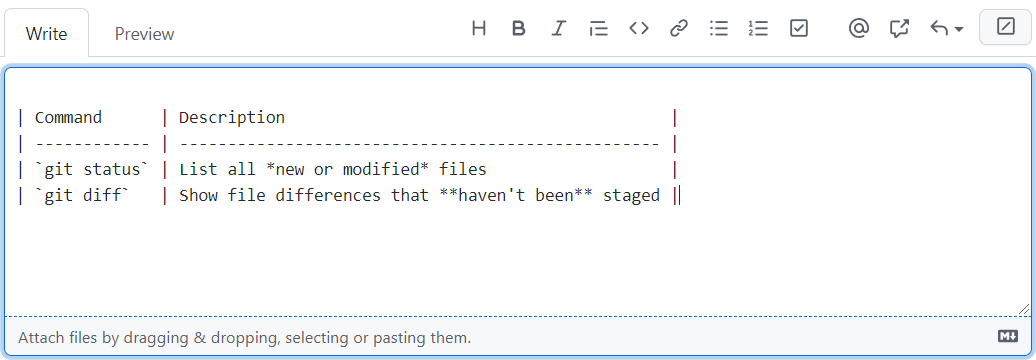 Write Preview
| Command      | Description                                        |
| ------------ | -------------------------------------------------- |
| `git status` | List all *new or modified* files                   |
| `git diff`   | Show file differences that **haven't been** staged |
Attach files by dragging & dropping, selecting or pasting them.